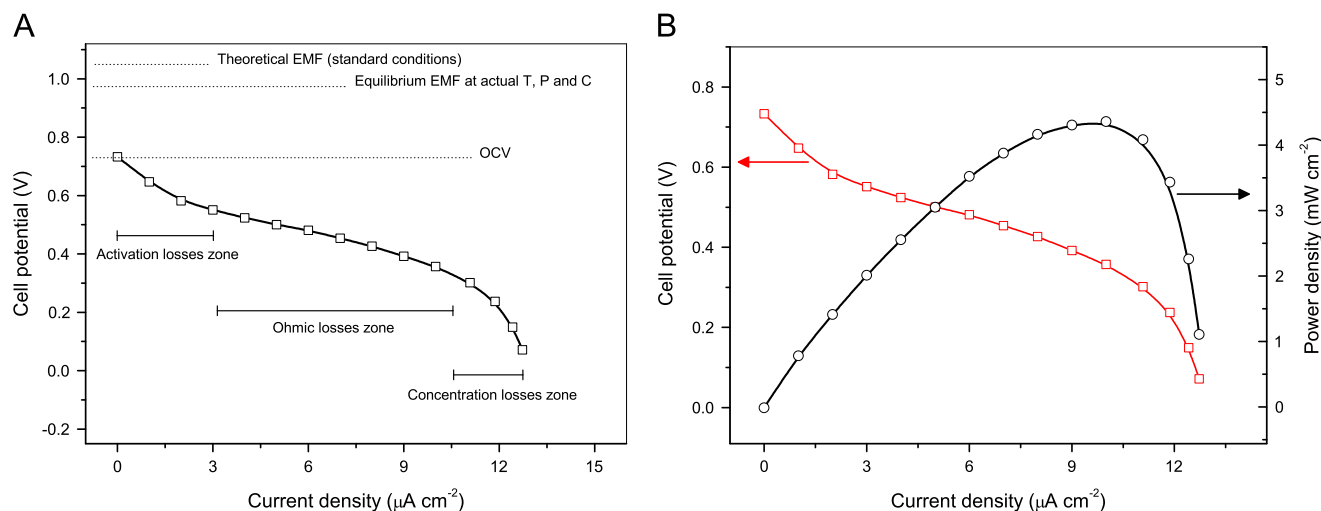 A
Theoretical EMF (standard conditions)
Equilibrium EMF at actual T, P and C
OCV
Activation losses zone
Ohmic losses zone
Concentration losses zone
Cell potential (V)
1.0
0.8
0.6
0.4
0.2
0.0
-0.2
0 3 6 9 12 15
Current density (μA cm-2)
B
Cell potential (V)
0.8
0.6
0.4
0.2
0.0
0 3 6 9 12
Current density (μA cm-2)
5
4
3
2
1
0
Power density (mW cm-2)